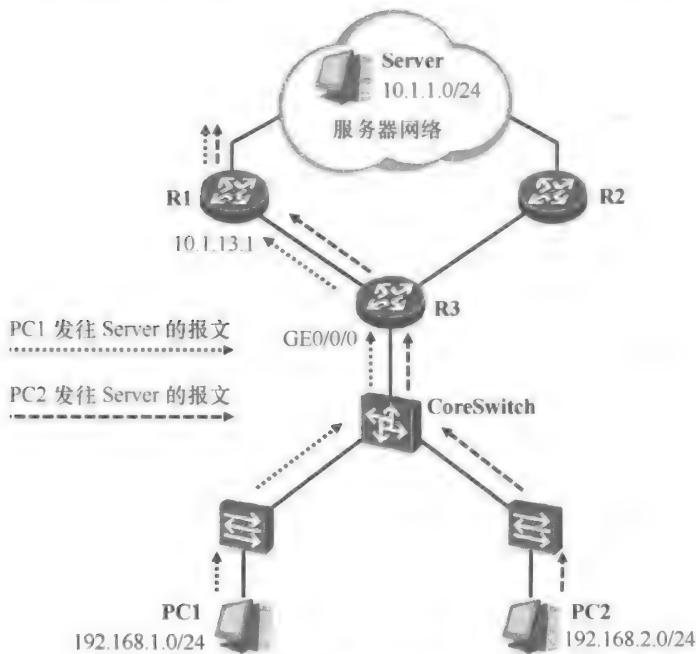 Server
10.1.1.0/24
服务器网络
R1
R2
10.1.13.1
R3
PC1 发往 Server 的报文
GE0/0/0
PC2 发往 Server 的报文
CoreSwitch
PC1
192.168.1.0/24
PC2
192.168.2.0/24